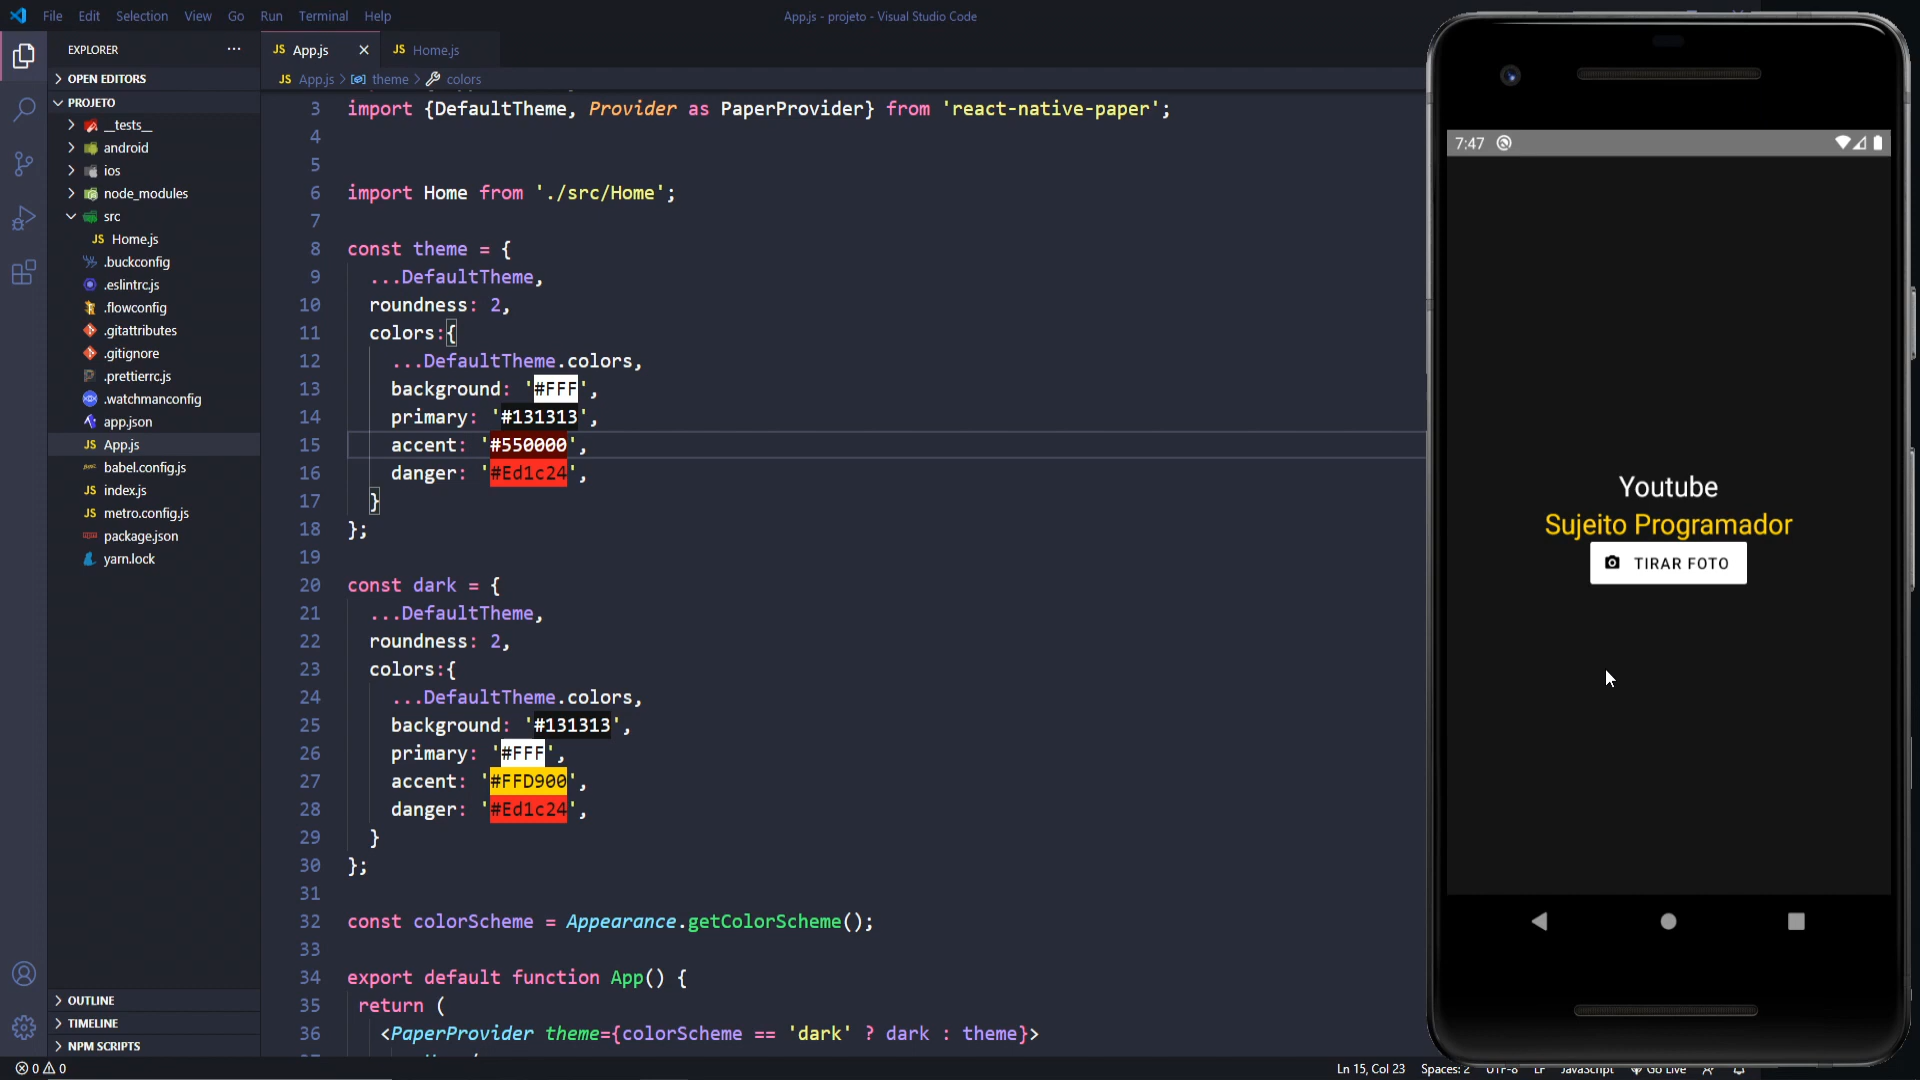 File Edit Selection View Go Run Terminal Help
App.js - projeto - Visual Studio Code
EXPLORER
OPEN EDITORS
PROJETO
__tests__
android
ios
node_modules
src
JS Home.js
.buckconfig
.eslintrc.js
.flowconfig
.gitattributes
.gitignore
.prettierrc.js
.watchmanconfig
app.json
JS App.js
babel.config.js
JS index.js
JS metro.config.js
package.json
yarn.lock
OUTLINE
TIMELINE
NPM SCRIPTS
JS App.js
JS Home.js
JS App.js > theme > colors
3 import {DefaultTheme, Provider as PaperProvider} from 'react-native-paper';
4
5
6 import Home from './src/Home';
7
8 const theme = {
9 ...DefaultTheme,
10 roundness: 2,
11 colors:{
12 ...DefaultTheme.colors,
13 background: '#FFF',
14 primary: '#131313',
15 accent: '#550000',
16 danger: '#Ed1c24',
17 }
18 };
19
20 const dark = {
21 ...DefaultTheme,
22 roundness: 2,
23 colors:{
24 ...DefaultTheme.colors,
25 background: '#131313',
26 primary: '#FFF',
27 accent: '#FFD900',
28 danger: '#Ed1c24',
29 }
30 };
31
32 const colorScheme = Appearance.getColorScheme();
33
34 export default function App() {
35 return (
36 <PaperProvider theme={colorScheme == 'dark' ? dark : theme}>
7:47
Youtube
Sujeito Programador
TIRAR FOTO
0 0
Ln 15, Col 23 Spaces: 2 UTF-8 LF JavaScript Go Live